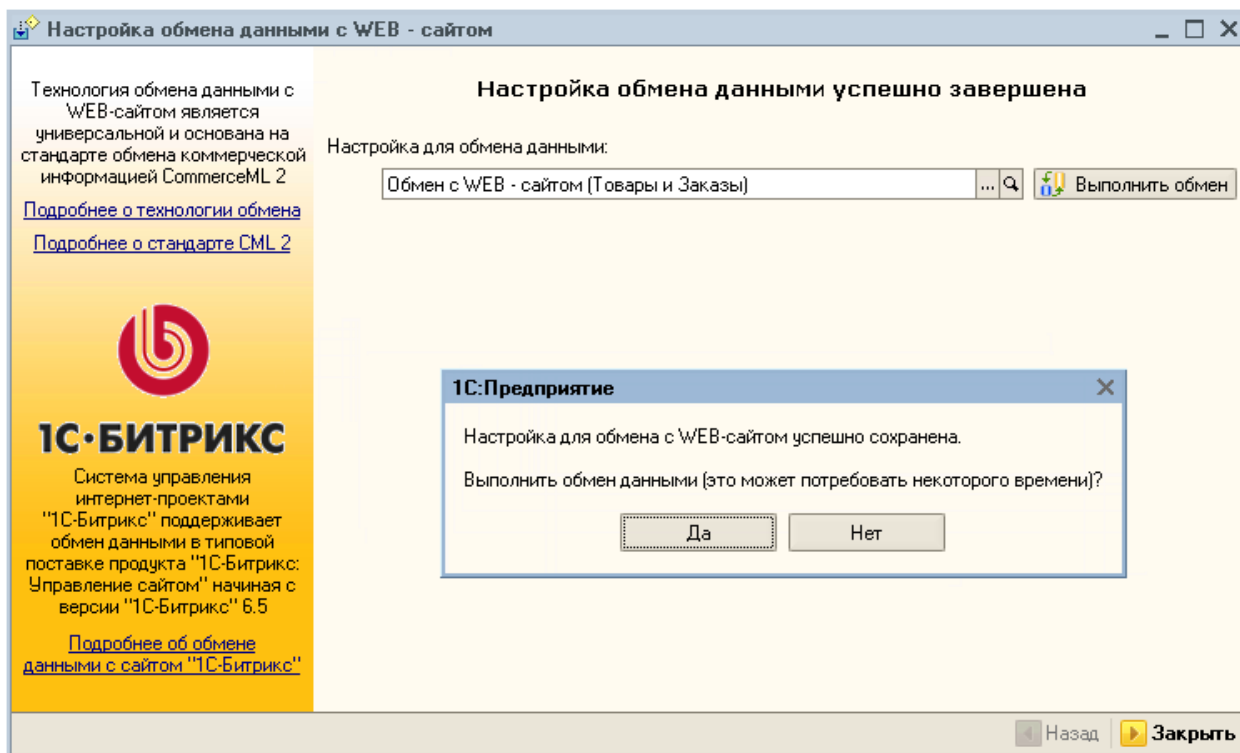 Настройка обмена данными с WEB - сайтом
Технология обмена данными с
WEB-сайтом является
универсальной и основана на
стандарте обмена коммерческой
информацией CommerceML 2
Подробнее о технологии обмена
Подробнее о стандарте CML 2
1С·БИТРИКС
Система управления
интернет-проектами
"1С-Битрикс" поддерживает
обмен данными в типовой
поставке продукта "1С-Битрикс:
Управление сайтом" начиная с
версии "1С-Битрикс" 6.5
Подробнее об обмене
данными с сайтом "1С-Битрикс"
Настройка обмена данными успешно завершена
Настройка для обмена данными:
Обмен с WEB - сайтом (Товары и Заказы)
...
Выполнить обмен
1С:Предприятие
Настройка для обмена с WEB-сайтом успешно сохранена.
Выполнить обмен данными (это может потребовать некоторого времени)?
Да
Нет
Назад
Закрыть